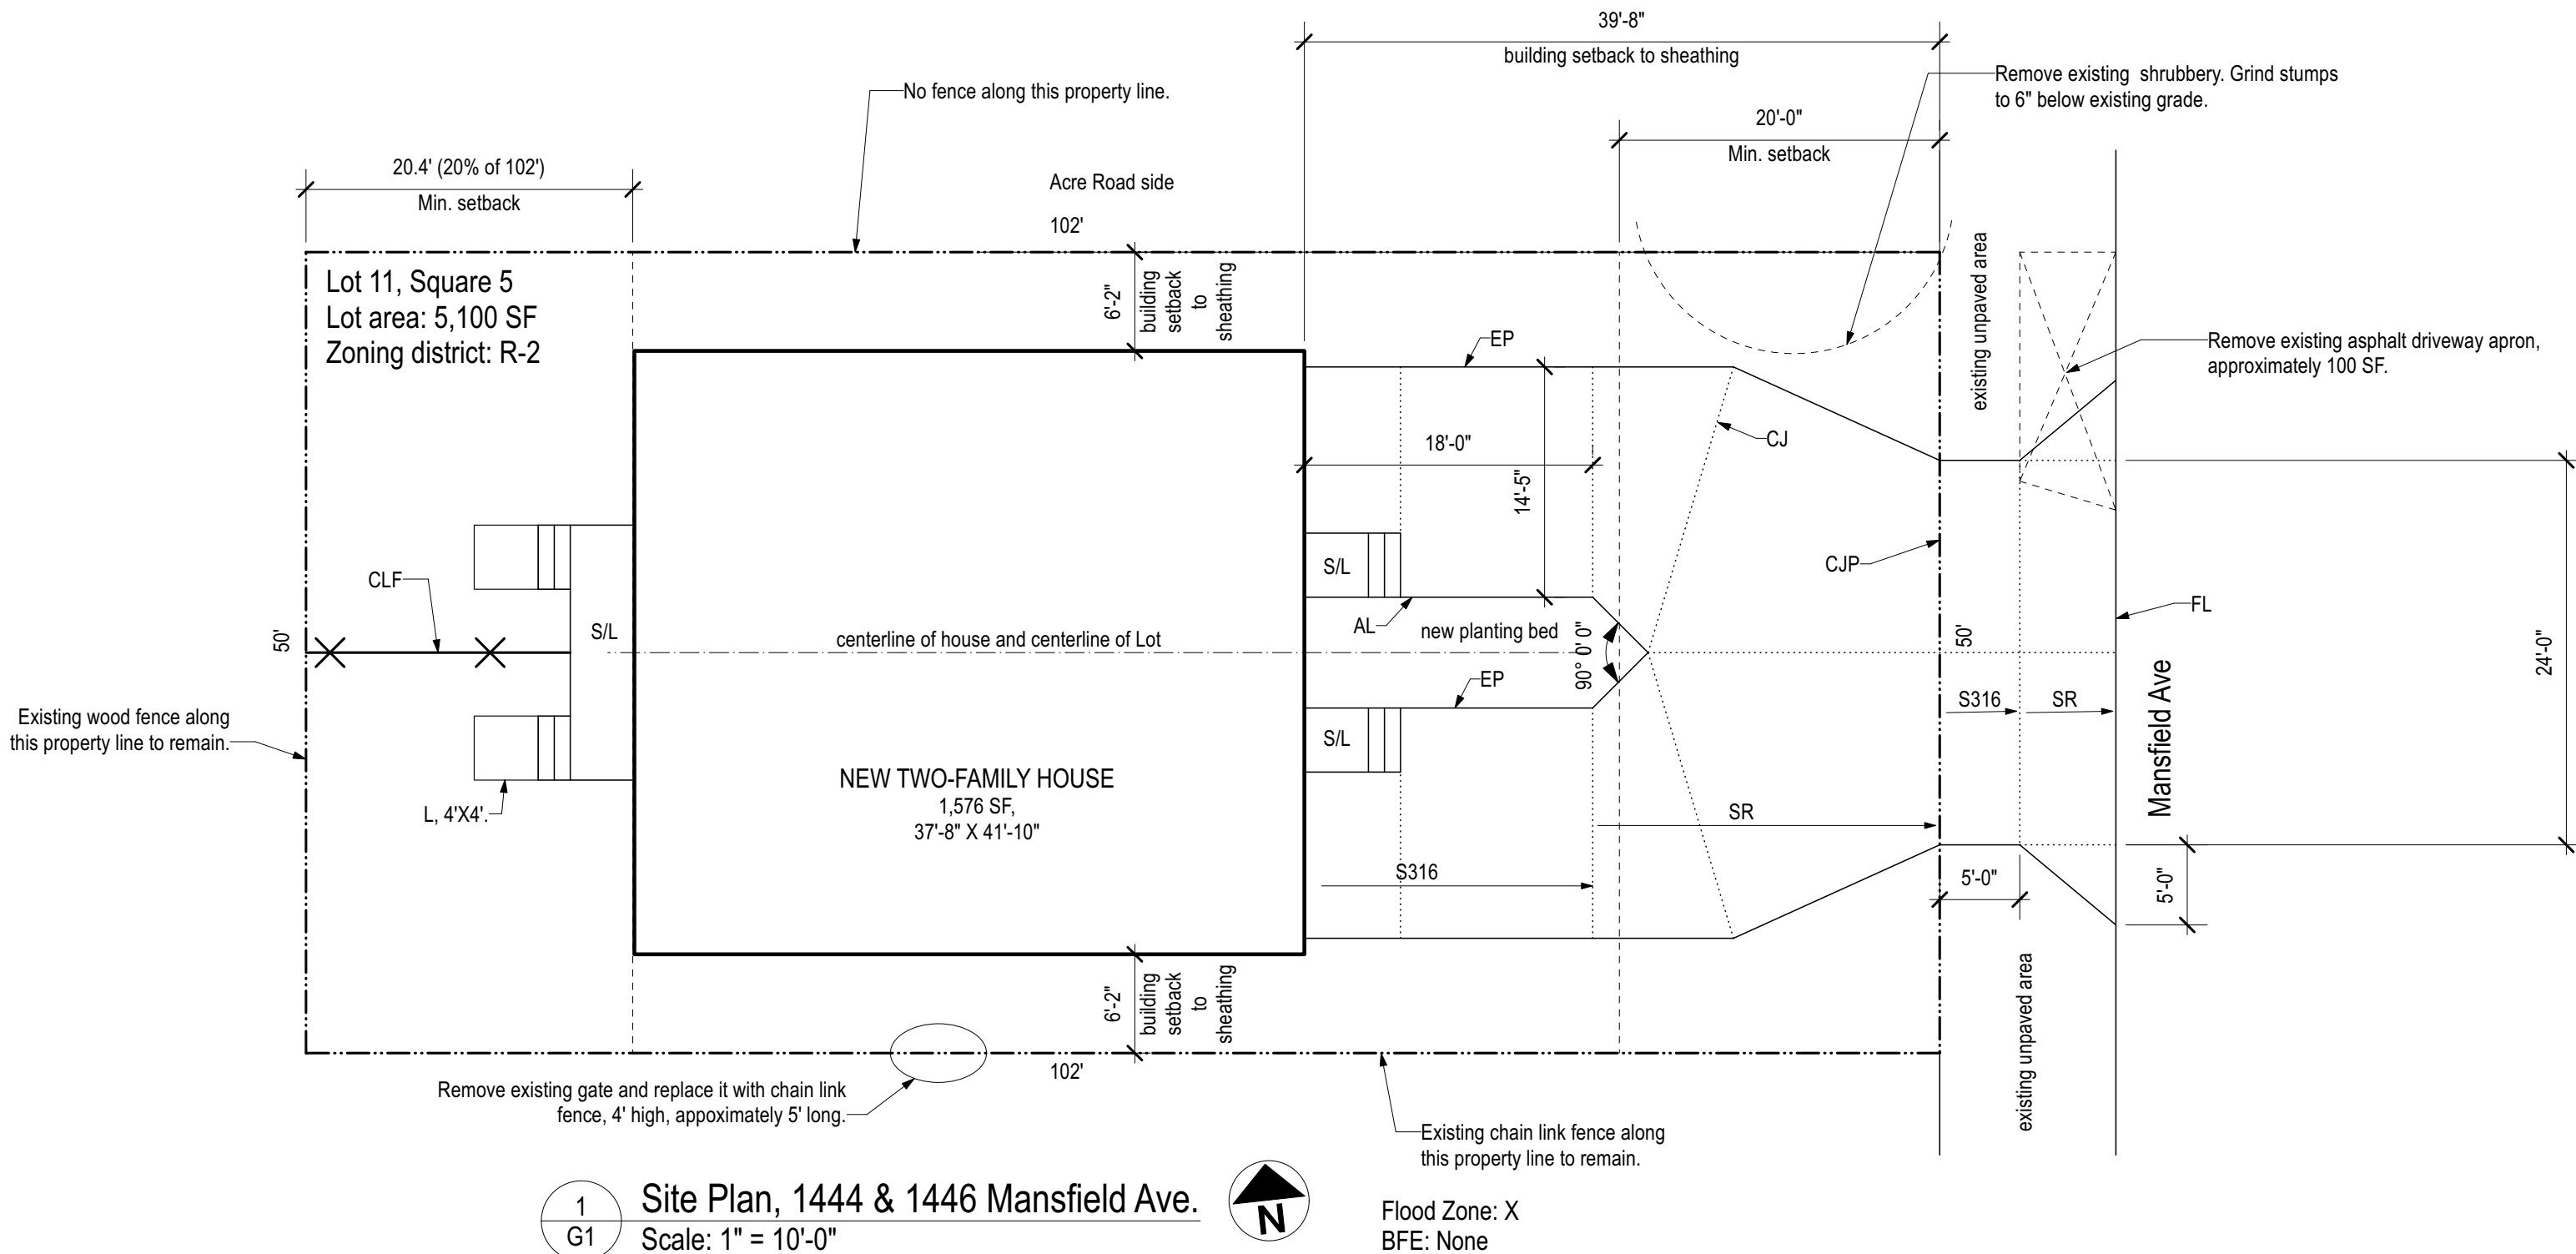 39'-8"
building setback to sheathing
Remove existing shrubbery. Grind stumps
to 6" below existing grade.
No fence along this property line.
20'-0"
Min. setback
20.4' (20% of 102')
Min. setback
Acre Road side
102'
Lot 11, Square 5
Lot area: 5,100 SF
Zoning district: R-2
6'-2"
building
setback
to
sheathing
existing unpaved area
EP
Remove existing asphalt driveway apron,
approximately 100 SF.
CJ
18'-0"
14'-5"
CJP
S/L
CLF
FL
AL
new planting bed
S/L
50'
centerline of house and centerline of Lot
90° 0' 0"
50'
24'-0"
EP
S316
SR
Mansfield Ave
Existing wood fence along
this property line to remain.
S/L
NEW TWO-FAMILY HOUSE
1,576 SF,
37'-8" X 41'-10"
L, 4'X4'.
SR
S316
5'-0"
5'-0"
6'-2"
building
setback
to
sheathing
existing unpaved area
102'
Remove existing gate and replace it with chain link
fence, 4' high, appoximately 5' long.
Existing chain link fence along
this property line to remain.
1
G1
Site Plan, 1444 & 1446 Mansfield Ave.
Scale: 1" = 10'-0"
N
Flood Zone: X
BFE: None